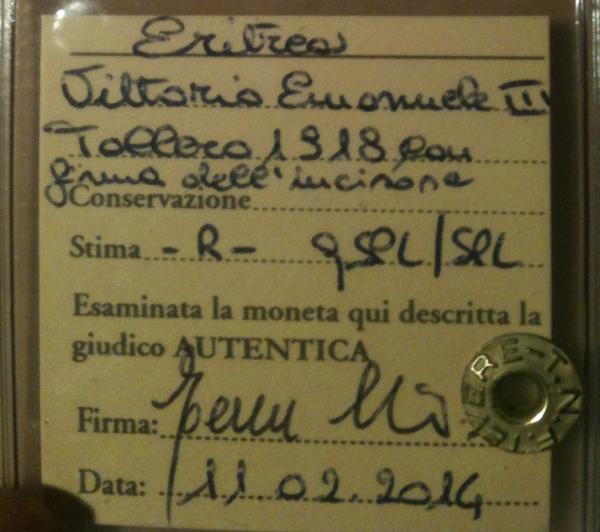 Eritrea
Vittorio Emanuele III
Tallero 1918 con
firma dell'incisore
Conservazione
Stima - R - qSPL/SPL
Esaminata la moneta qui descritta la
giudico AUTENTICA
Firma:
Data: 11 02.2014